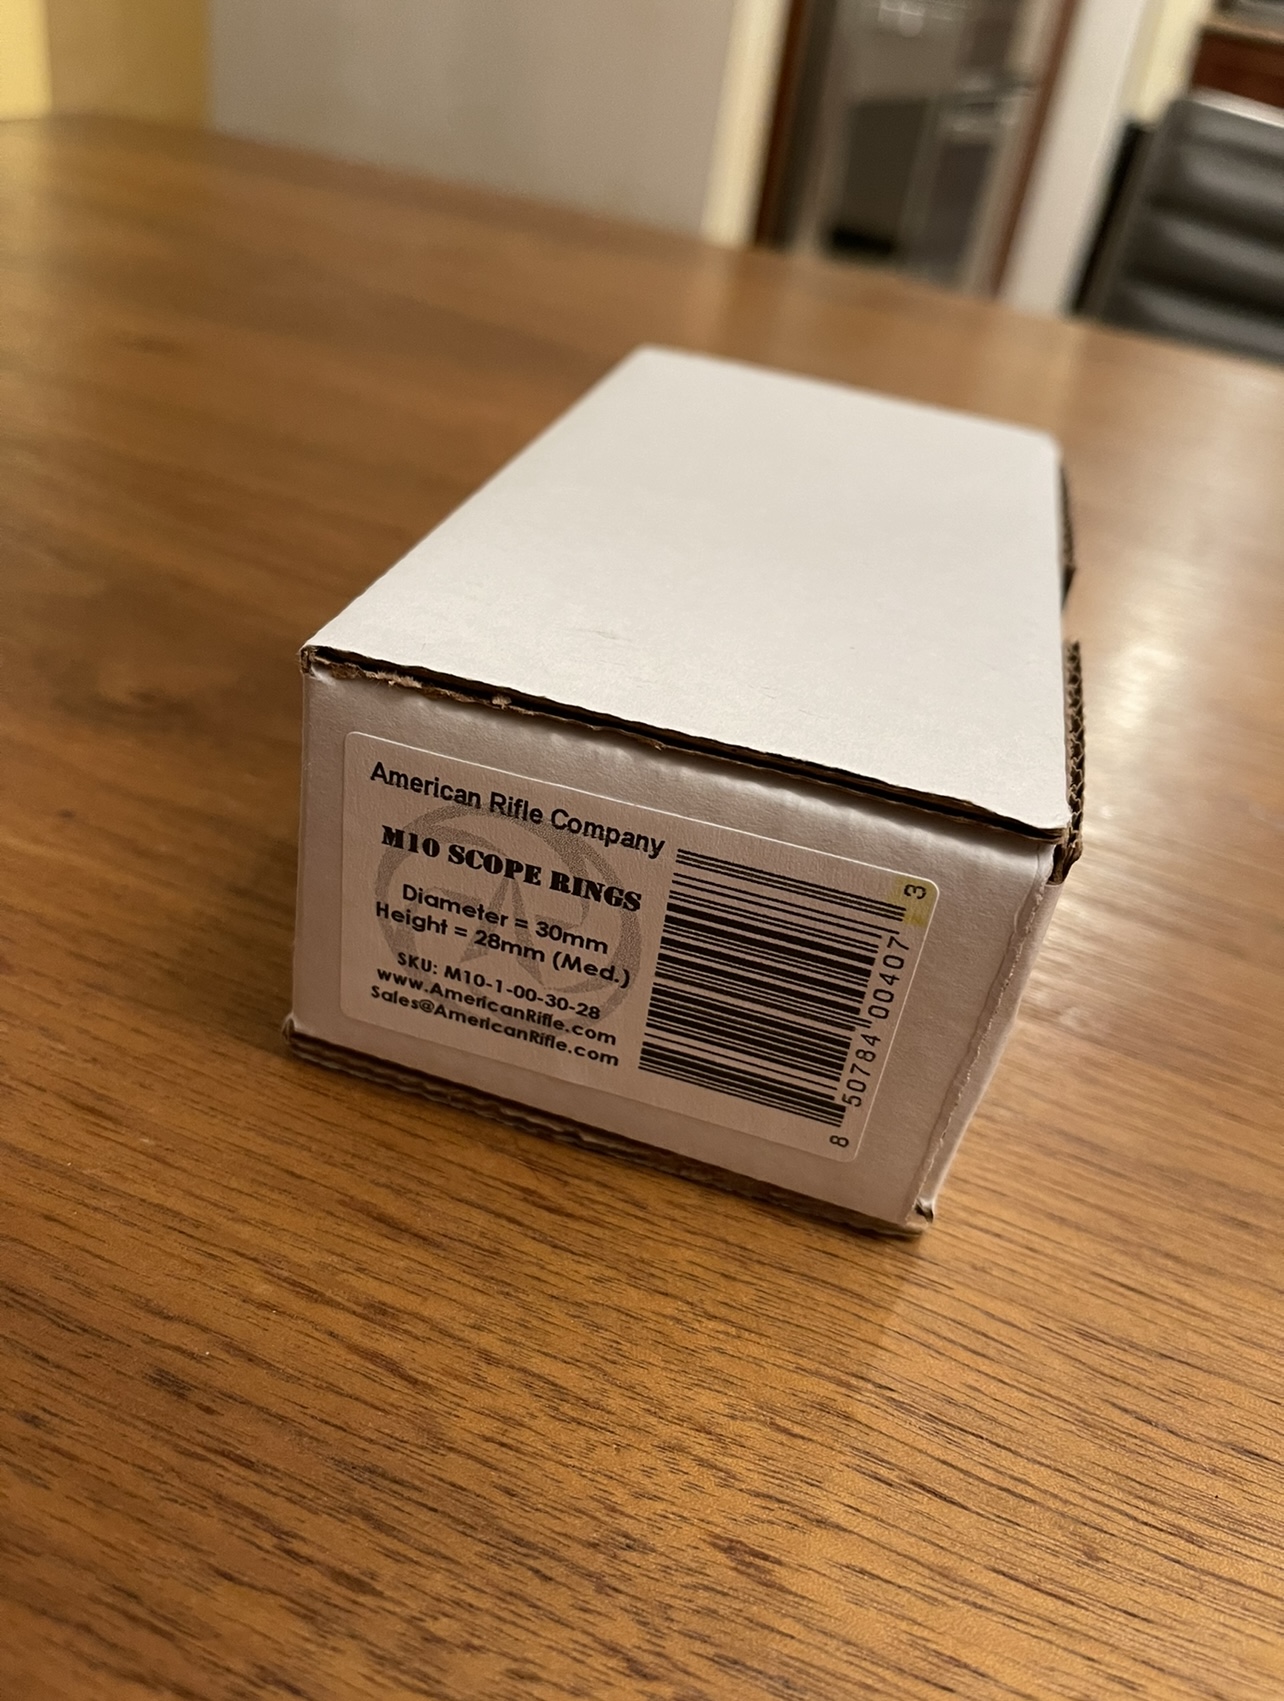 American Rifle Company
M10 SCOPE RINGS
Diameter = 30mm
Height = 28mm (Med.)
SKU: M10-1-00-30-28
www.AmericanRifle.com
Sales@AmericanRifle.com
8 50784 00407 3